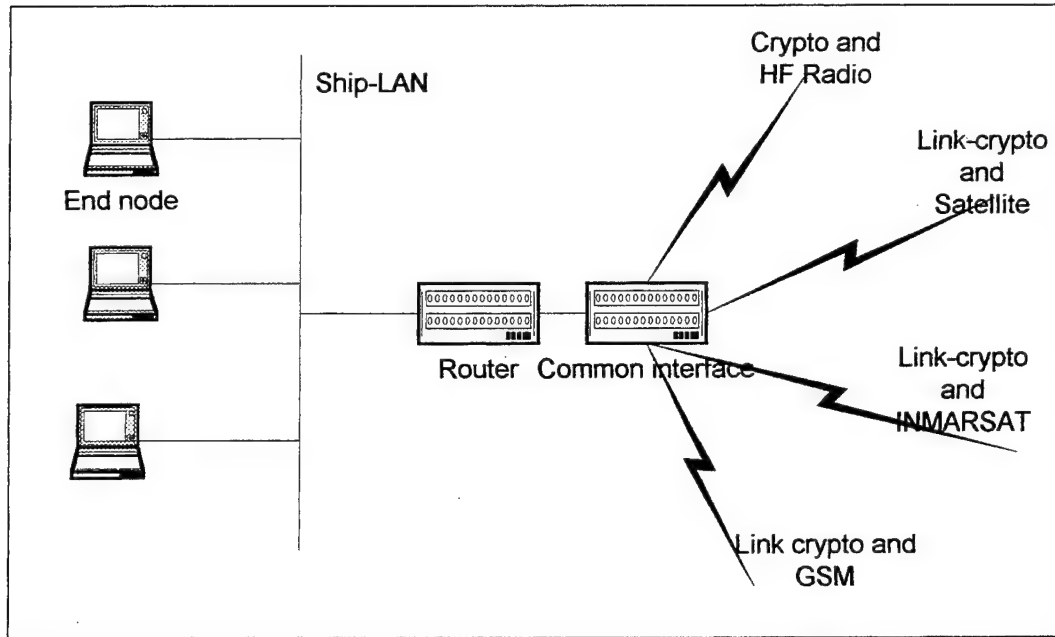 Ship-LAN
End node
Router
Common interface
Crypto and
HF Radio
Link-crypto
and
Satellite
Link-crypto
and
INMARSAT
Link crypto and
GSM